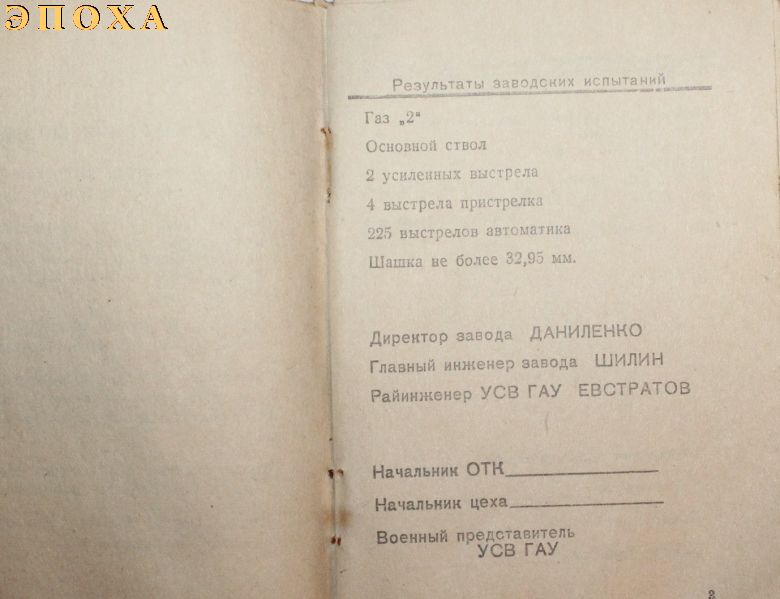 ЭПОХА
Результаты заводских испытаний
Газ „2“
Основной ствол
2 усиленных выстрела
4 выстрела пристрелка
225 выстрелов автоматика
Шашка не более 32,95 мм.
Директор завода ДАНИЛЕНКО
Главный инженер завода ШИЛИН
Райинженер УСВ ГАУ ЕВСТРАТОВ
Начальник ОТК
Начальник цеха
Военный представитель
УСВ ГАУ
3